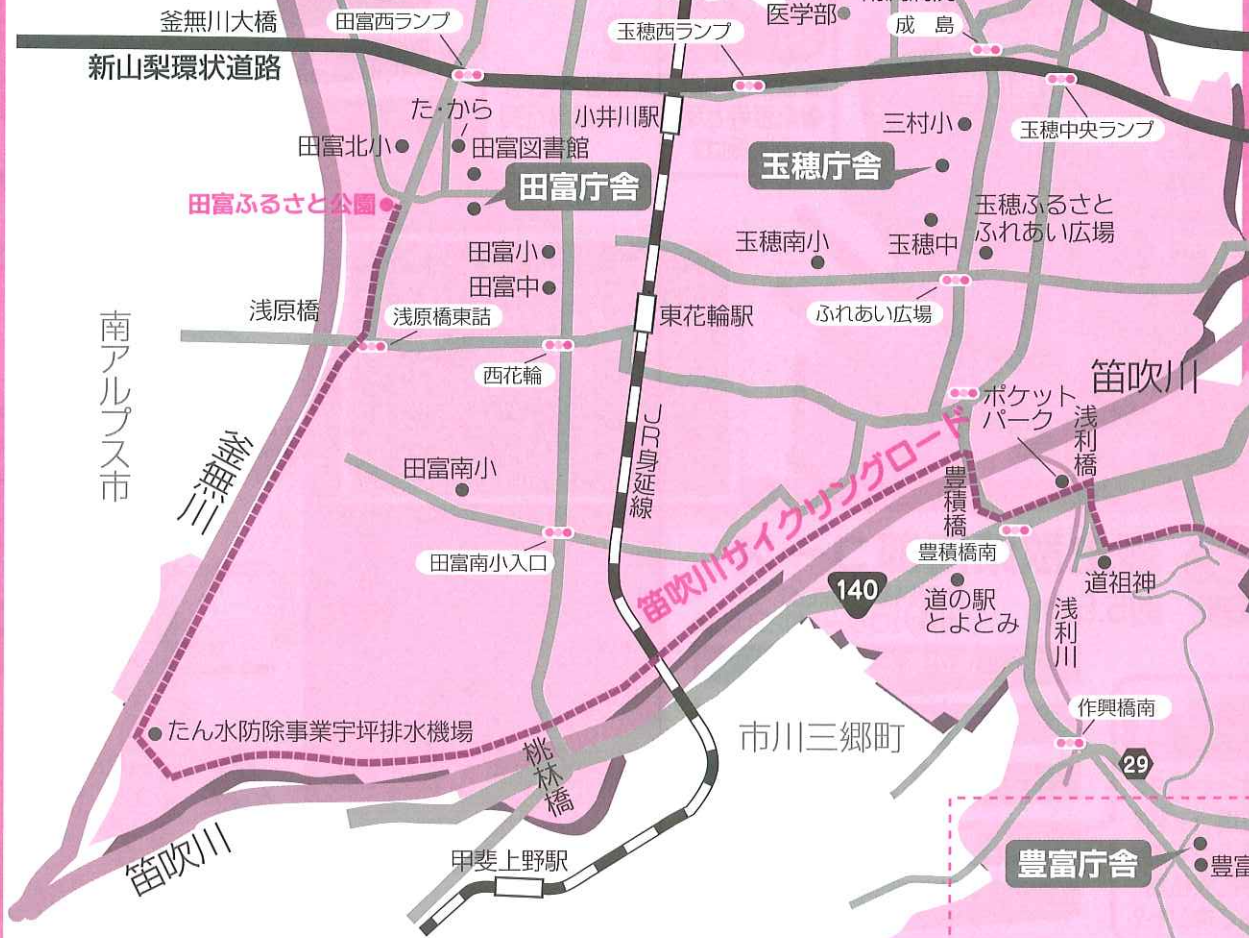 釜無川大橋
新山梨環状道路
田富西ランプ
玉穂西ランプ
医学部
成島
玉穂中央ランプ
た・から
小井川駅
三村小
田富北小
田富図書館
田富庁舎
玉穂庁舎
田富ふるさと公園
玉穂ふるさと
ふれあい広場
玉穂南小
玉穂中
田富小
田富中
浅原橋
浅原橋東詰
東花輪駅
ふれあい広場
西花輪
南アルプス市
釜無川
JR身延線
笛吹川
ポケット
パーク
浅利橋
田富南小
豊積橋
笛吹川サイクリングロード
田富南小入口
豊積橋南
140
道の駅
とよとみ
道祖神
浅利川
たん水防除事業宇坪排水機場
桃林橋
市川三郷町
作興橋南
29
笛吹川
甲斐上野駅
豊富庁舎
豊富